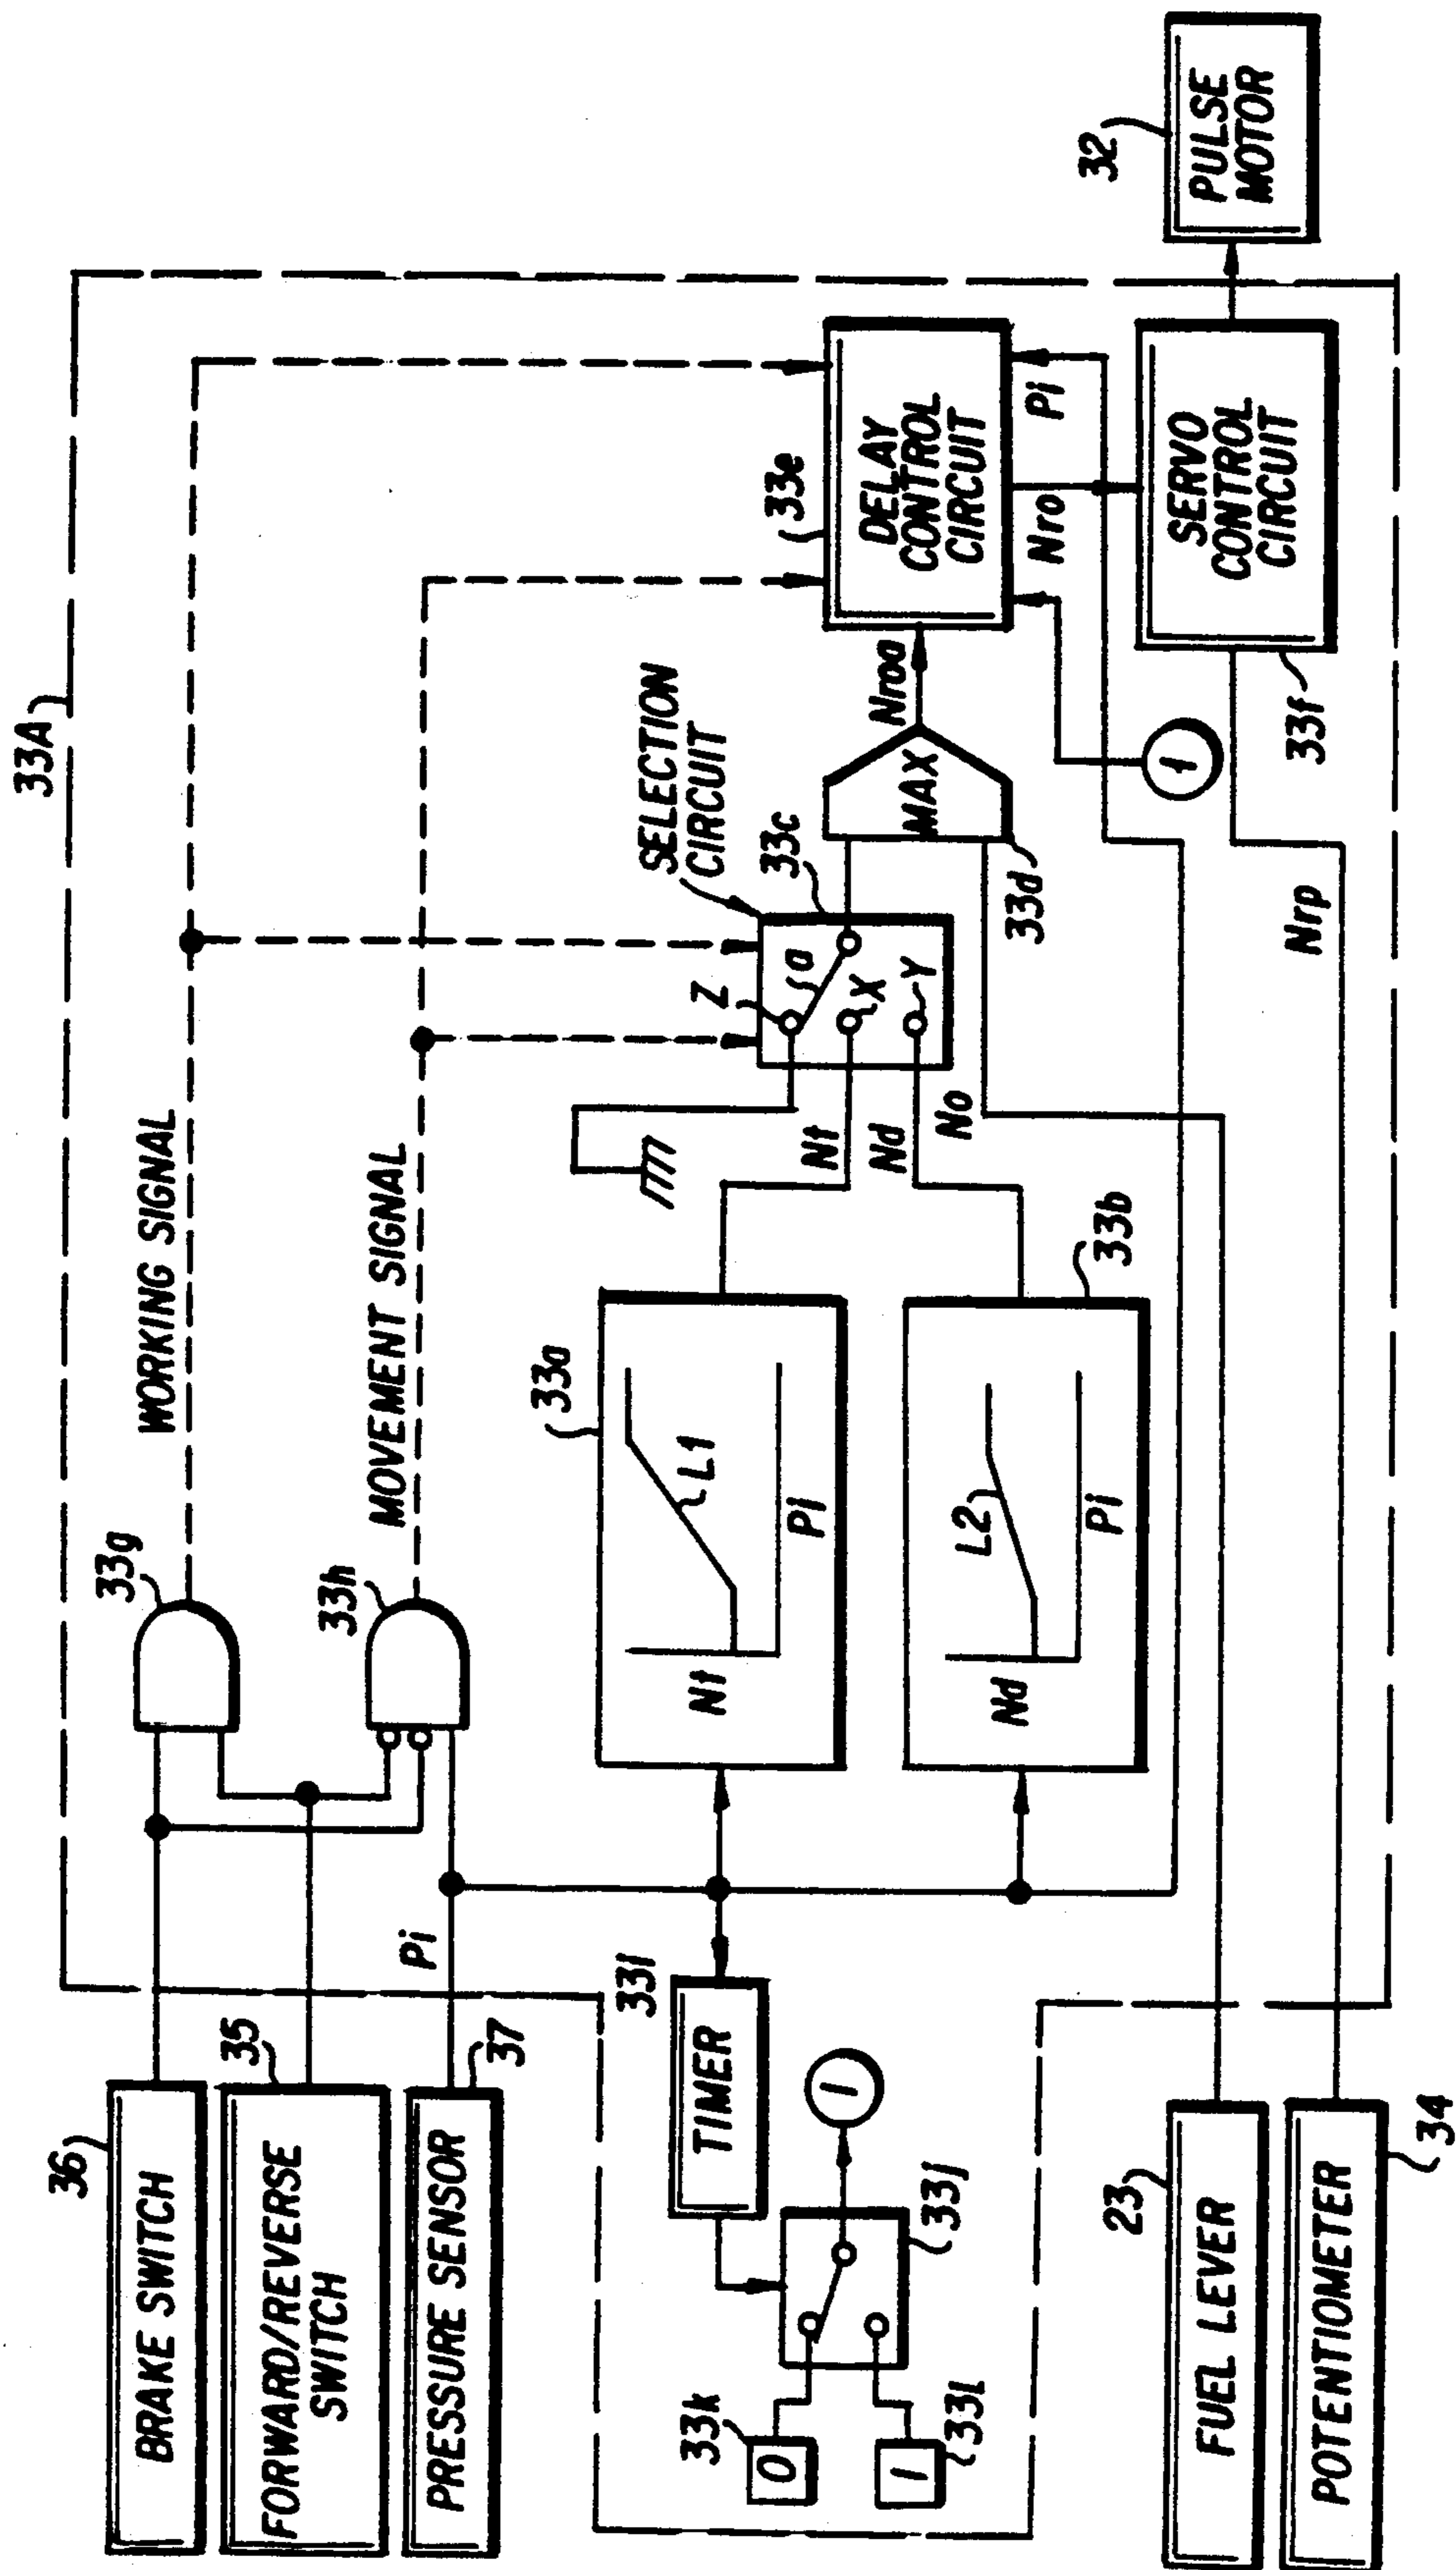 33A
36
BRAKE SWITCH
35
FORWARD/REVERSE
SWITCH
PRESSURE SENSOR
37
Pi
33g
33h
WORKING SIGNAL
MOVEMENT SIGNAL
33i
TIMER
1
33j
33k
0
1
33l
33a
Nt
L1
Pi
33b
Nd
L2
Pi
Nt
Nd
No
SELECTION
CIRCUIT
33c
Z
a
X
Y
MAX
33d
Nroa
33e
DELAY
CONTROL
CIRCUIT
Nro
Pi
1
SERVO
CONTROL
CIRCUIT
33f
Nrp
32
PULSE
MOTOR
23
FUEL LEVER
POTENTIOMETER
34